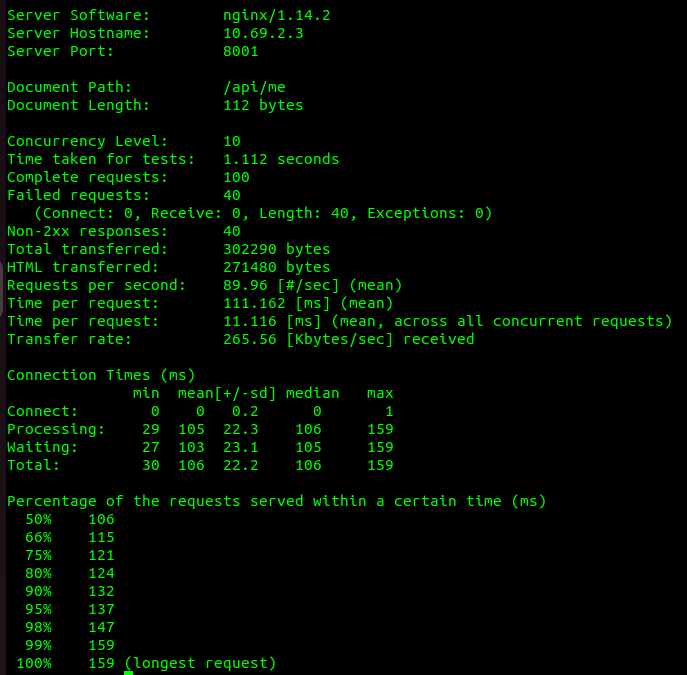 Server Software:        nginx/1.14.2
Server Hostname:        10.69.2.3
Server Port:            8001
Document Path:          /api/me
Document Length:        112 bytes
Concurrency Level:      10
Time taken for tests:   1.112 seconds
Complete requests:      100
Failed requests:        40
   (Connect: 0, Receive: 0, Length: 40, Exceptions: 0)
Non-2xx responses:      40
Total transferred:      302290 bytes
HTML transferred:       271480 bytes
Requests per second:    89.96 [#/sec] (mean)
Time per request:       111.162 [ms] (mean)
Time per request:       11.116 [ms] (mean, across all concurrent requests)
Transfer rate:          265.56 [Kbytes/sec] received
Connection Times (ms)
              min  mean[+/-sd] median   max
Connect:        0    0   0.2      0       1
Processing:    29  105  22.3    106     159
Waiting:       27  103  23.1    105     159
Total:         30  106  22.2    106     159
Percentage of the requests served within a certain time (ms)
  50%    106
  66%    115
  75%    121
  80%    124
  90%    132
  95%    137
  98%    147
  99%    159
 100%    159 (longest request)